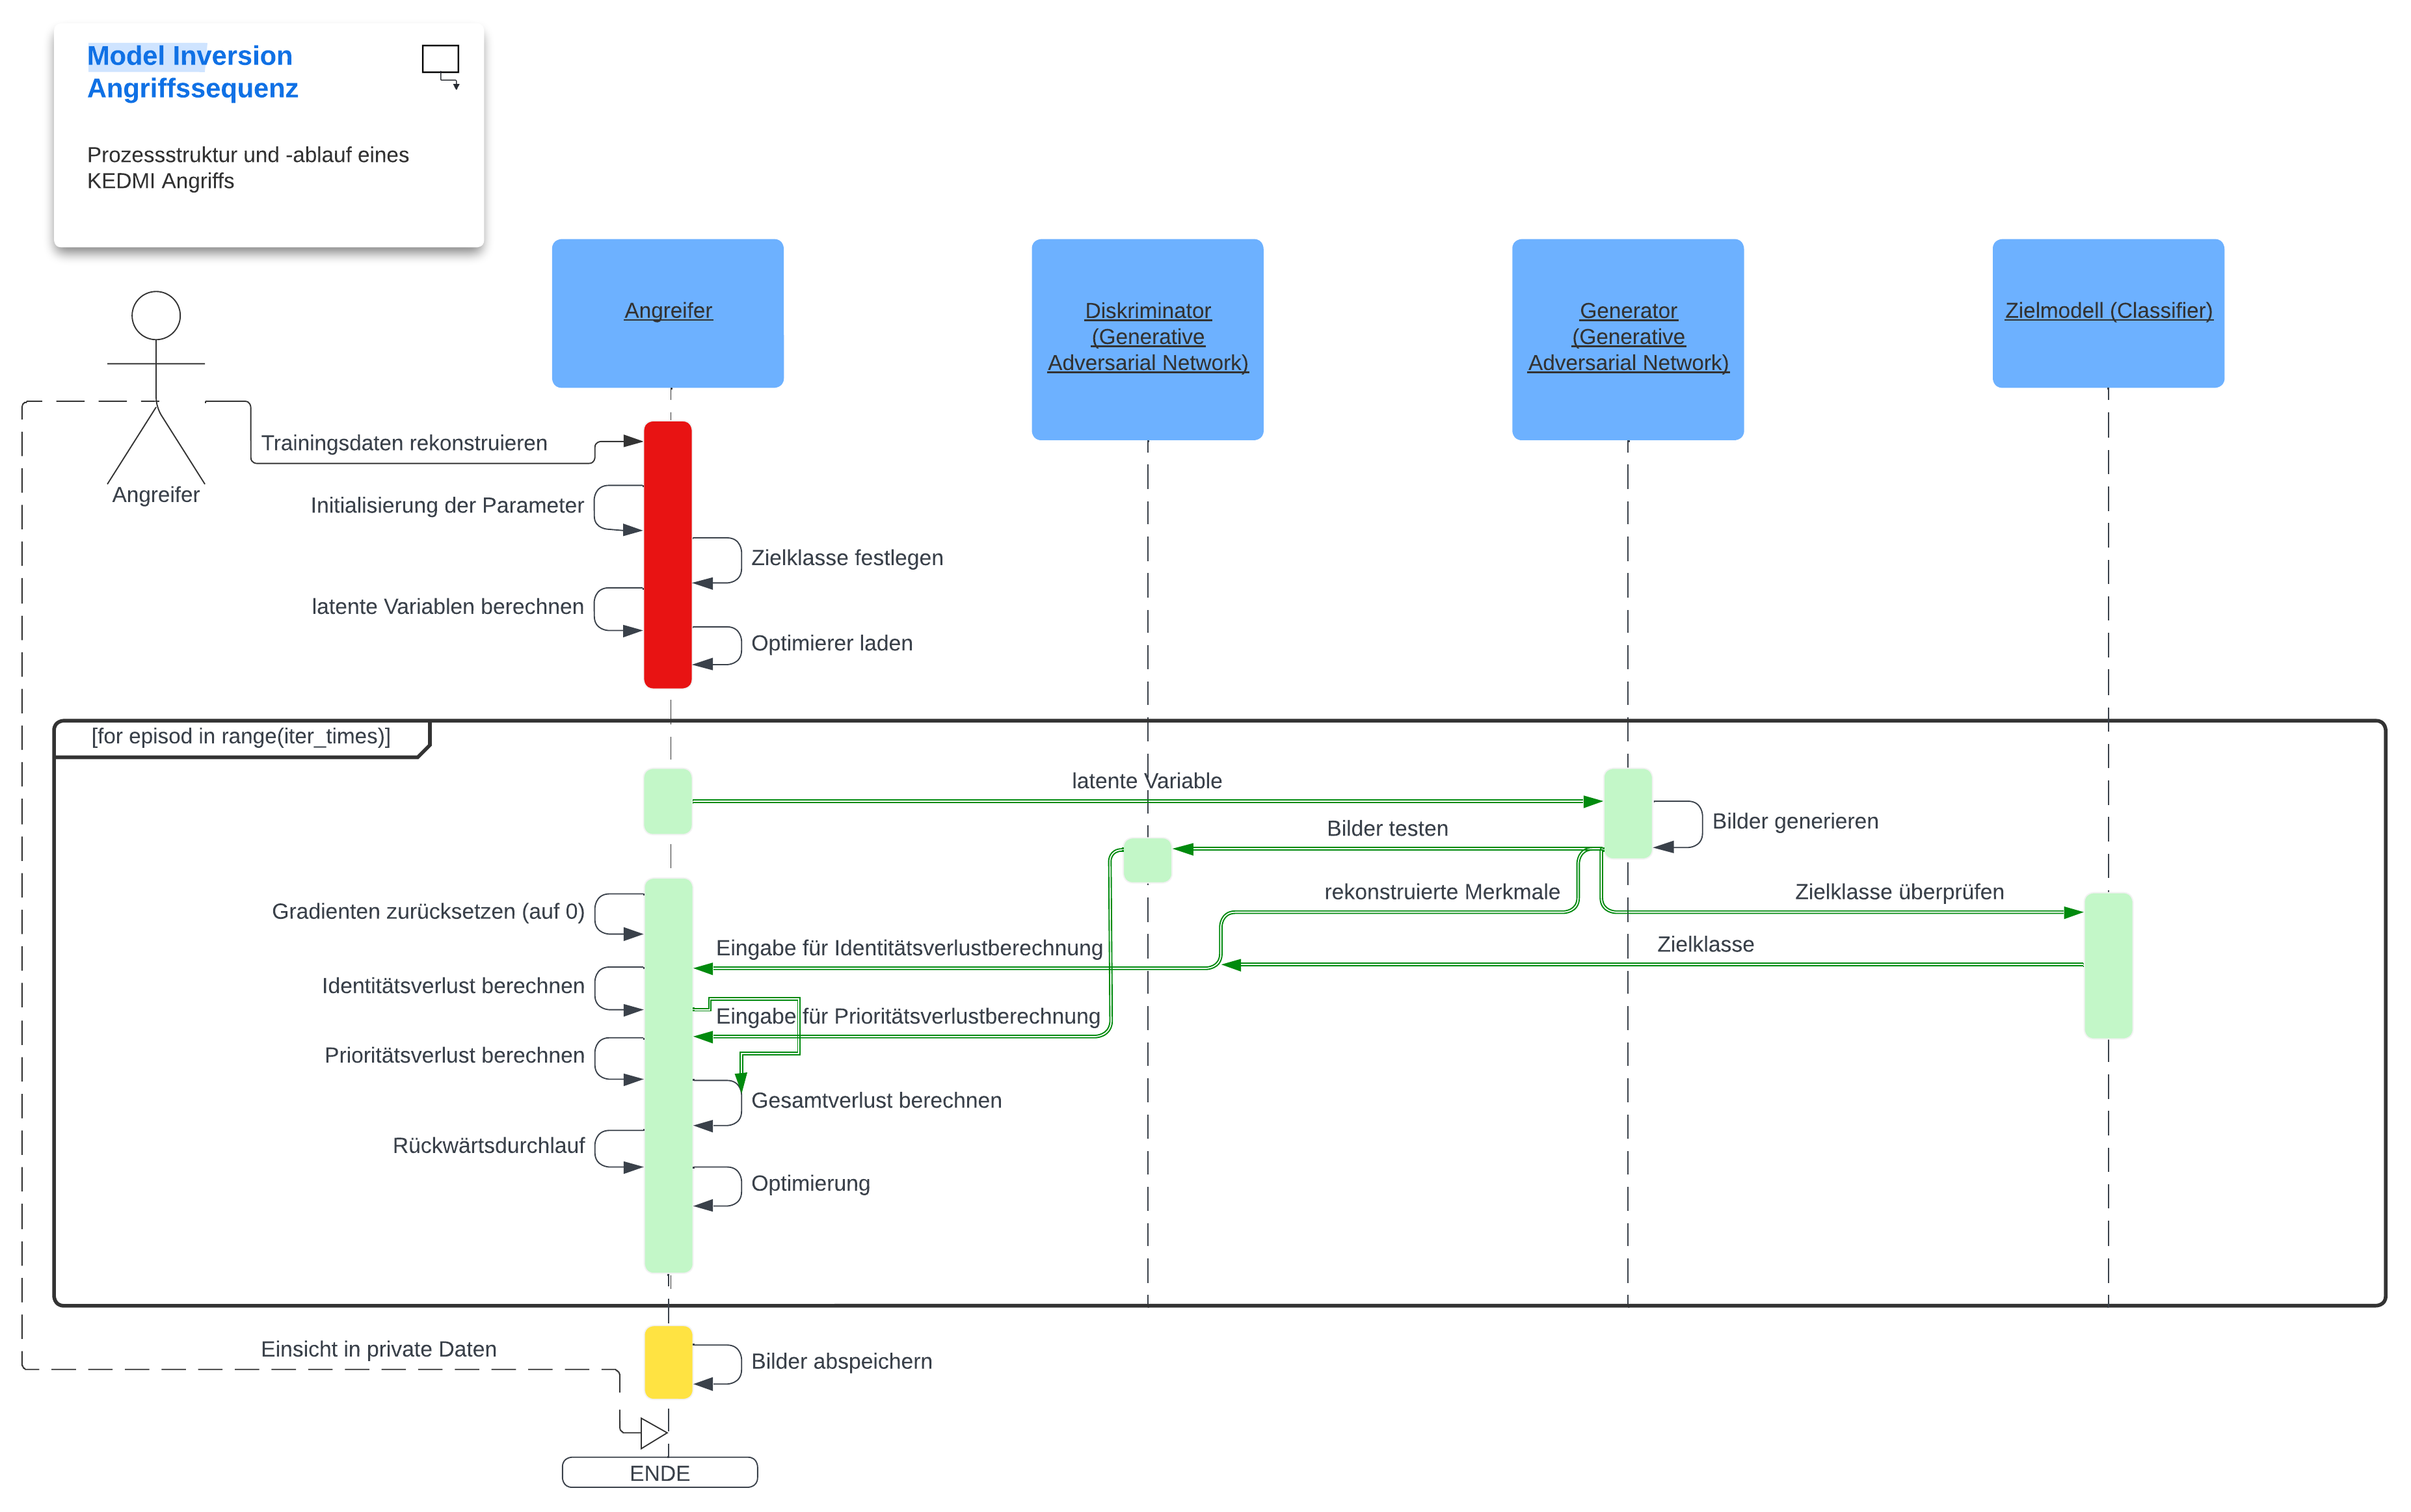 Model Inversion
Angriffssequenz
Prozessstruktur und -ablauf eines
KEDMI Angriffs
Angreifer
Diskriminator
(Generative
Adversarial Network)
Generator
(Generative
Adversarial Network)
Zielmodell (Classifier)
Angreifer
Trainingsdaten rekonstruieren
Initialisierung der Parameter
Zielklasse festlegen
latente Variablen berechnen
Optimierer laden
[for episod in range(iter_times)]
latente Variable
Bilder generieren
Bilder testen
rekonstruierte Merkmale
Zielklasse überprüfen
Gradienten zurücksetzen (auf 0)
Eingabe für Identitätsverlustberechnung
Zielklasse
Identitätsverlust berechnen
Eingabe für Prioritätsverlustberechnung
Prioritätsverlust berechnen
Gesamtverlust berechnen
Rückwärtsdurchlauf
Optimierung
Einsicht in private Daten
Bilder abspeichern
ENDE